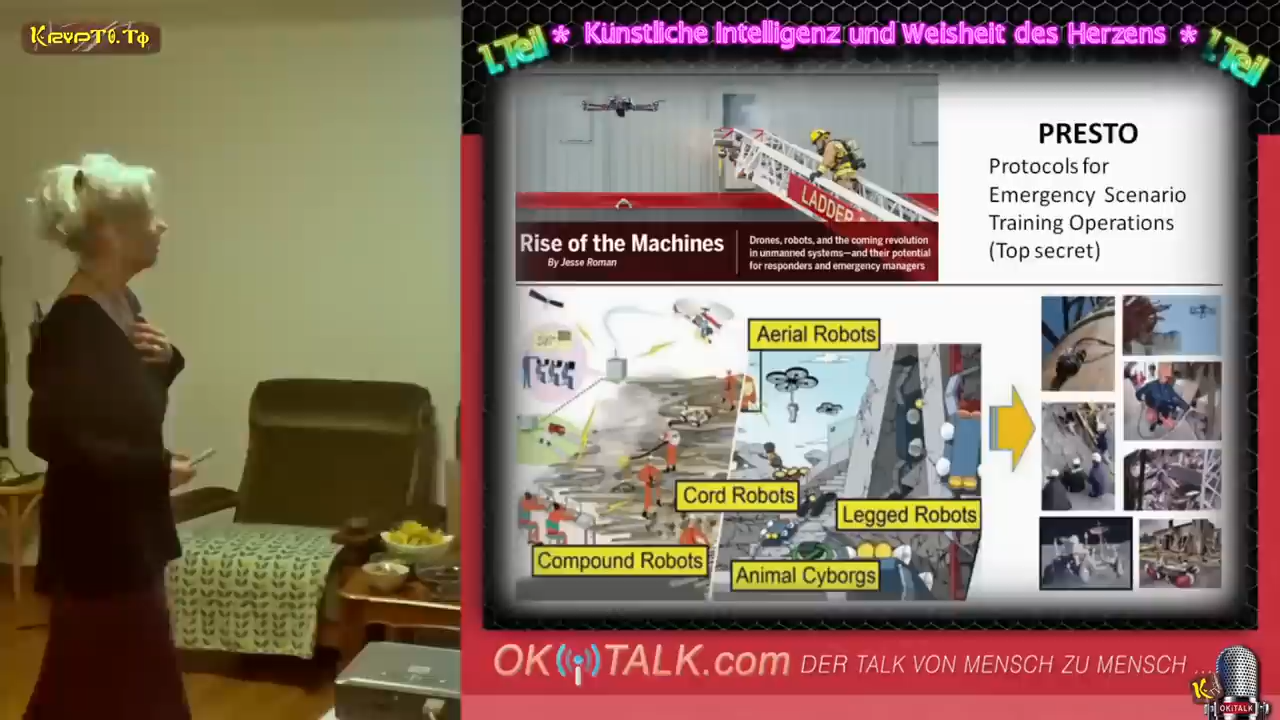 KrypTØ.Tφ
1.Teil * Künstliche Intelligenz und Weisheit des Herzens * 1.Teil
PRESTO
Protocols for
Emergency Scenario
Training Operations
(Top secret)
LADDER
Rise of the Machines
By Jesse Roman
Drones, robots, and the coming revolution
in unmanned systems—and their potential
for responders and emergency managers
Aerial Robots
Cord Robots
Legged Robots
Compound Robots
Animal Cyborgs
OKiTALK.com DER TALK VON MENSCH ZU MENSCH ...
OKiTALK